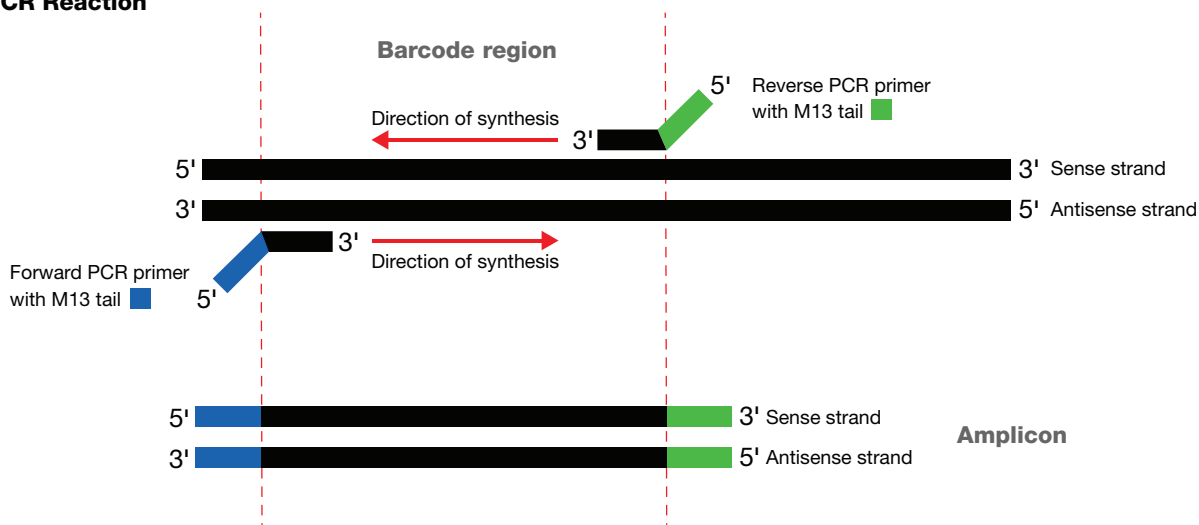 CR Reaction
Barcode region
5'
Reverse PCR primer
with M13 tail
Direction of synthesis
3'
5'
3' Sense strand
3'
5' Antisense strand
3'
Direction of synthesis
Forward PCR primer
with M13 tail
5'
5'
3' Sense strand
Amplicon
3'
5' Antisense strand